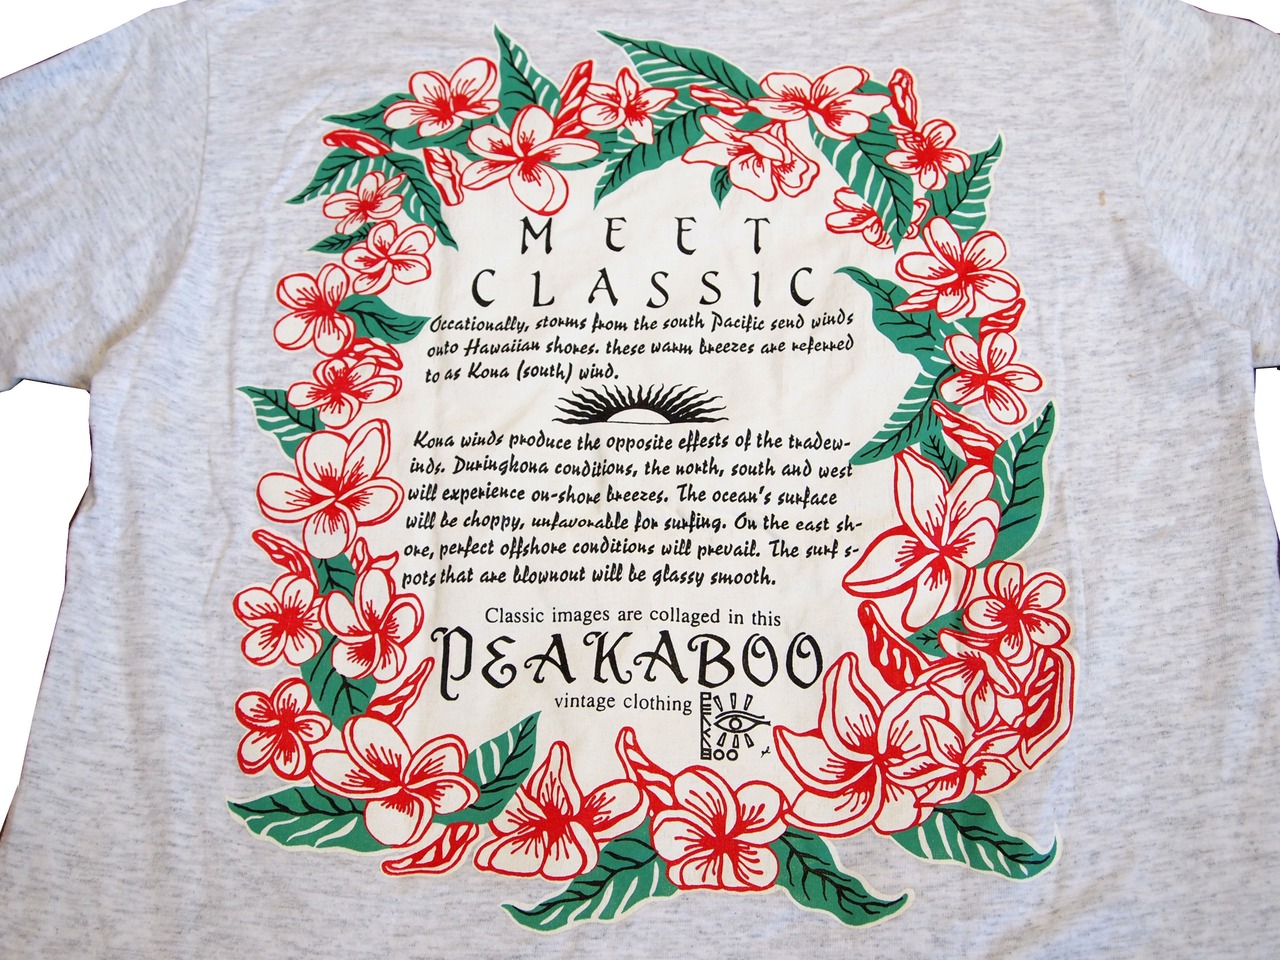 MEET
CLASSIC
Occationally, storms from the south Pacific send winds
onto Hawaiian shores. these warm breezes are referred
to as Kona (south) wind.
Kona winds produce the opposite effests of the tradew-
inds. Duringkona conditions, the north, south and west
will experience on-shore breezes. The ocean's surface
will be choppy, unfavorable for surfing. On the east sh-
ore, perfect offshore conditions will prevail. The surf s-
pots that are blownout will be glassy smooth.
Classic images are collaged in this
PEAKABOO
vintage clothing
PEAKABOO